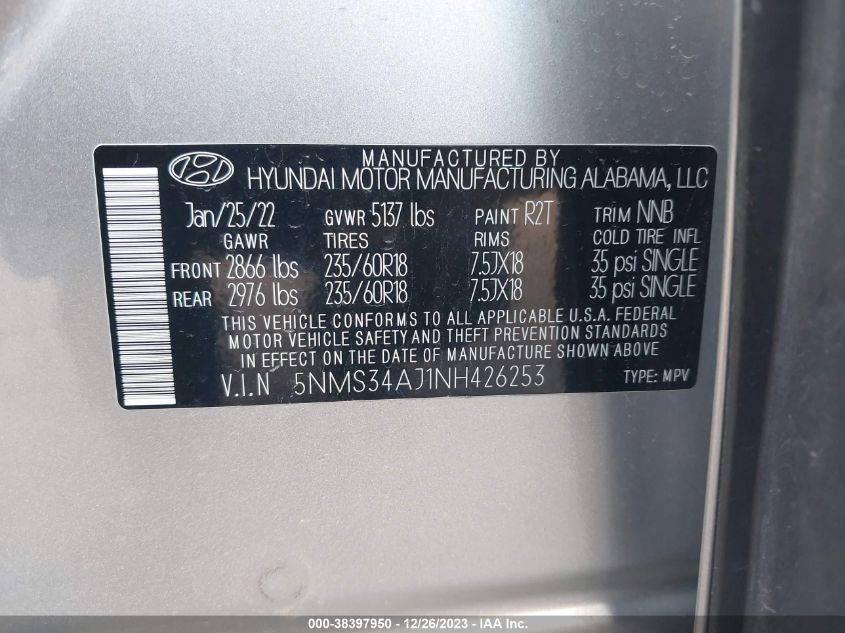 MANUFACTURED BY
HYUNDAI MOTOR MANUFACTURING ALABAMA, LLC
Jan/25/22 GVWR 5137 lbs PAINT R2T TRIM NNB
GAWR TIRES RIMS COLD TIRE INFL
FRONT 2866 lbs 235/60R18 7.5JX18 35 psi SINGLE
REAR 2976 lbs 235/60R18 7.5JX18 35 psi SINGLE
THIS VEHICLE CONFORMS TO ALL APPLICABLE U.S.A. FEDERAL
MOTOR VEHICLE SAFETY AND THEFT PREVENTION STANDARDS
IN EFFECT ON THE DATE OF MANUFACTURE SHOWN ABOVE
V.I.N 5NMS34AJ1NH426253 TYPE: MPV
000-38397950 - 12/26/2023 - IAA Inc.